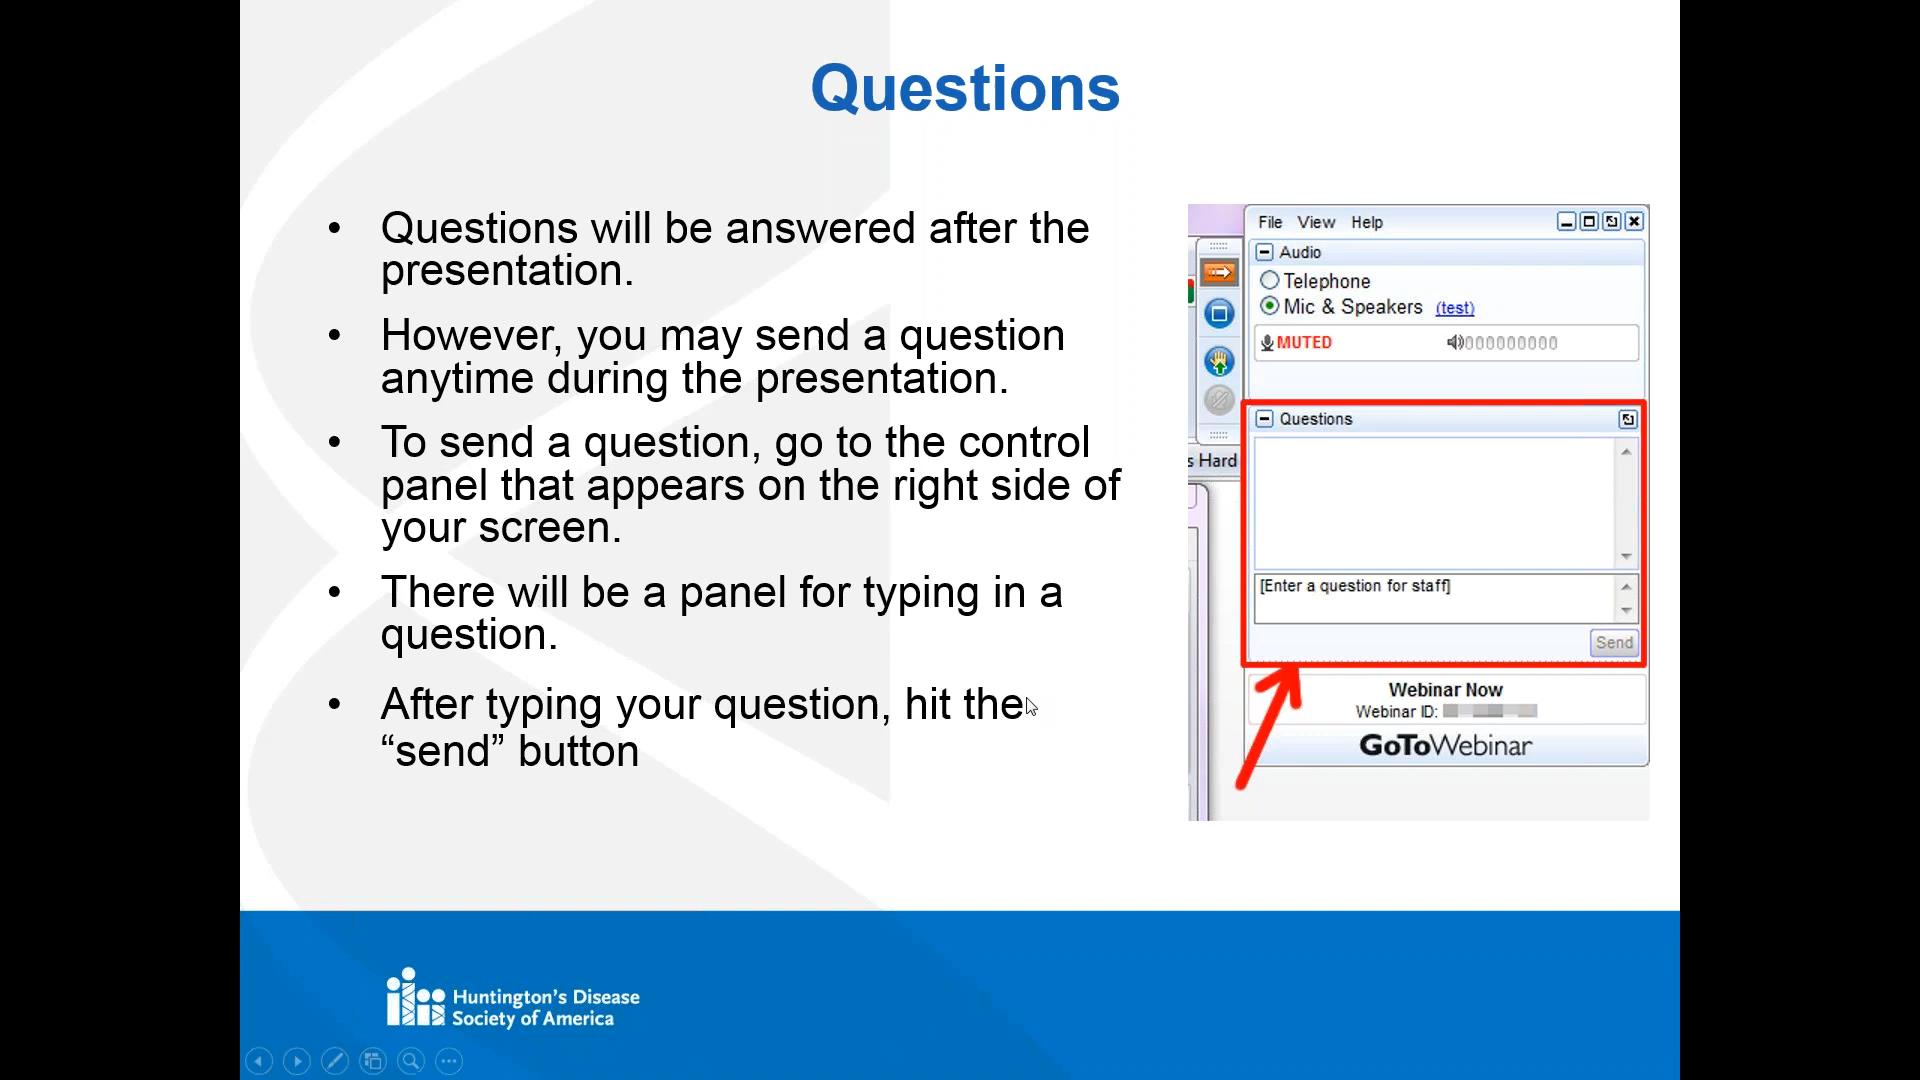 Questions
• Questions will be answered after the
presentation.
• However, you may send a question
anytime during the presentation.
• To send a question, go to the control
panel that appears on the right side of
your screen.
• There will be a panel for typing in a
question.
• After typing your question, hit the
“send” button
File View Help
Audio
Telephone
Mic & Speakers (test)
MUTED
s Hard
Questions
[Enter a question for staff]
Send
Webinar Now
Webinar ID:
GoToWebinar
Huntington’s Disease
Society of America